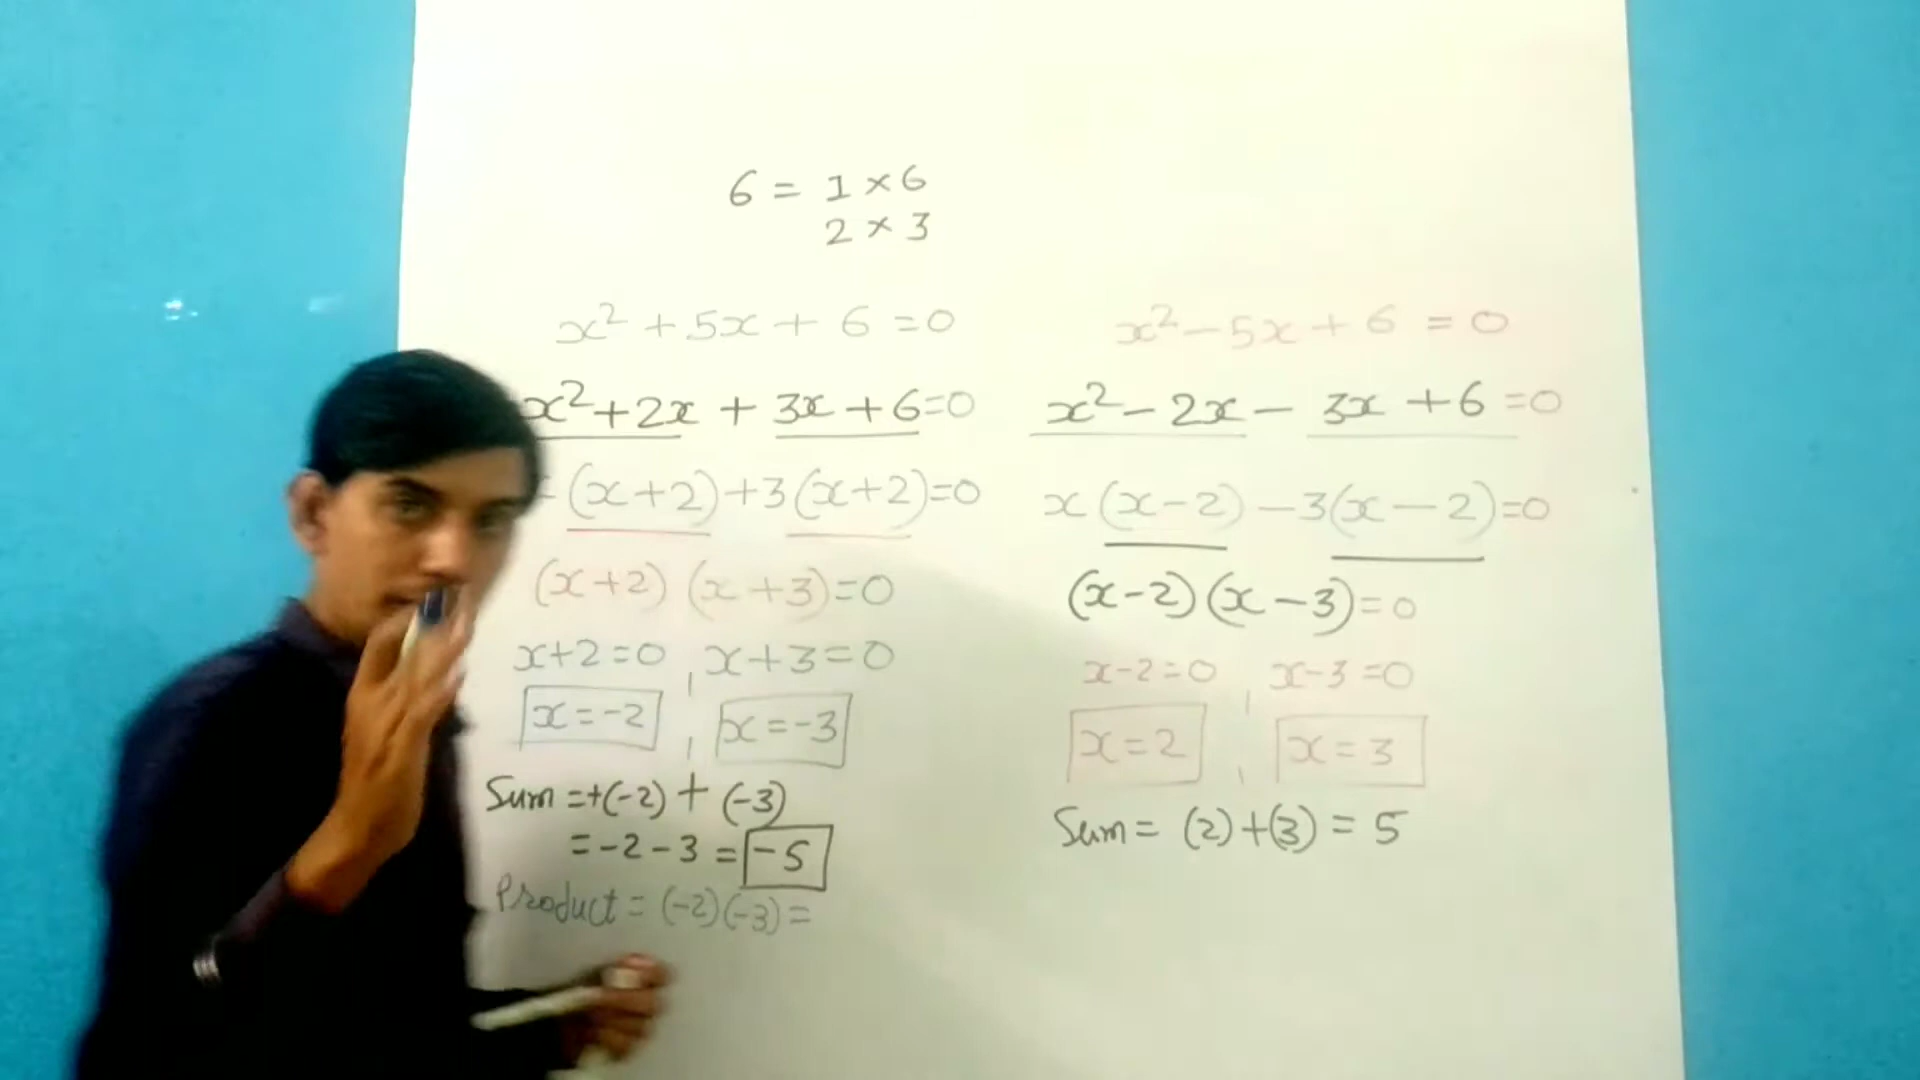 6 = 1 × 6
2 × 3
x² + 5x + 6 = 0
x² + 2x + 3x + 6 = 0
(x + 2) + 3 (x + 2) = 0
(x + 2) (x + 3) = 0
x + 2 = 0 , x + 3 = 0
x = -2 , x = -3
Sum = +(-2) + (-3)
= -2 - 3 = -5
Product = (-2) (-3) =
x² - 5x + 6 = 0
x² - 2x - 3x + 6 = 0
x (x - 2) - 3 (x - 2) = 0
(x - 2) (x - 3) = 0
x - 2 = 0 , x - 3 = 0
x = 2 , x = 3
Sum = (2) + (3) = 5